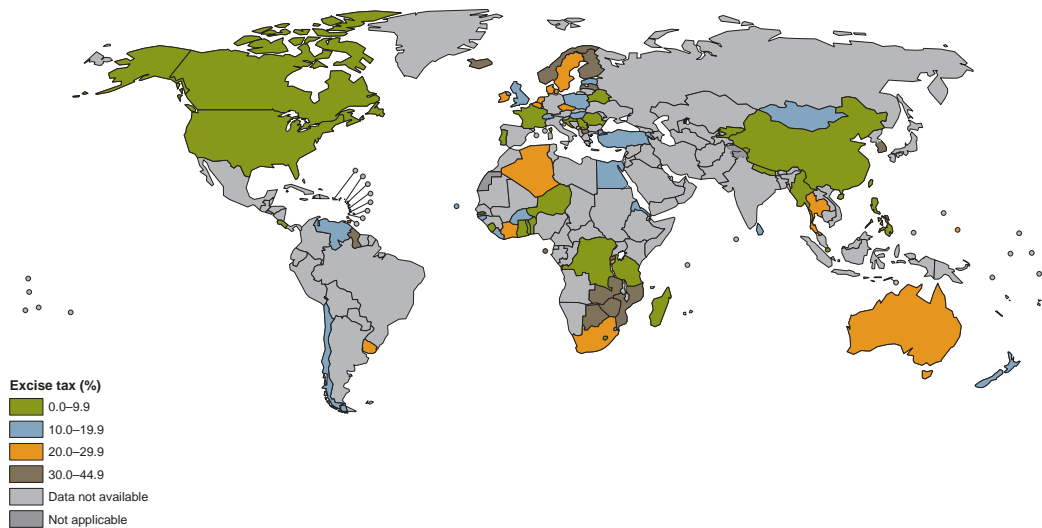 Excise tax (%)
0.0–9.9
10.0–19.9
20.0–29.9
30.0–44.9
Data not available
Not applicable